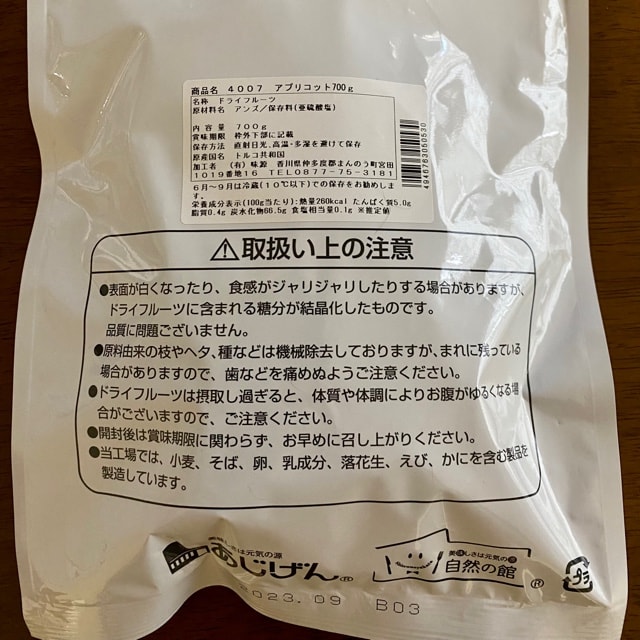 商品名 4007 アプリコット700g
名称 ドライフルーツ
原材料名 アンズ/保存料(亜硫酸塩)
内容量 700g
賞味期限 枠外下部に記載
保存方法 直射日光、高温・多湿を避けて保存
原産国名 トルコ共和国
加工者 (有)味源 香川県仲多度郡まんのう町宮田
1019番地16 TEL0877-75-3181
6月~9月は冷蔵(10℃以下)での保存をお勧めします。
栄養成分表示(100g当たり):熱量260kcal たんぱく質5.0g
脂質0.4g 炭水化物66.5g 食塩相当量0.1g ※推定値
4946763050530
⚠取扱い上の注意
●表面が白くなったり、食感がジャリジャリしたりする場合がありますが、
ドライフルーツに含まれる糖分が結晶化したものです。
品質に問題ございません。
●原料由来の枝やヘタ、種などは機械除去しておりますが、まれに残っている
場合がありますので、歯などを痛めぬようご注意ください。
●ドライフルーツは摂取し過ぎると、体質や体調によりお腹がゆるくなる場
合がございますので、ご注意ください。
●開封後は賞味期限に関わらず、お早めに召し上がりください。
●当工場では、小麦、そば、卵、乳成分、落花生、えび、かにを含む製品を
製造しています。
美味しさは元気の源
あじげん®
美味しさは元気の源
自然の館®
プラ
2023.09 B03